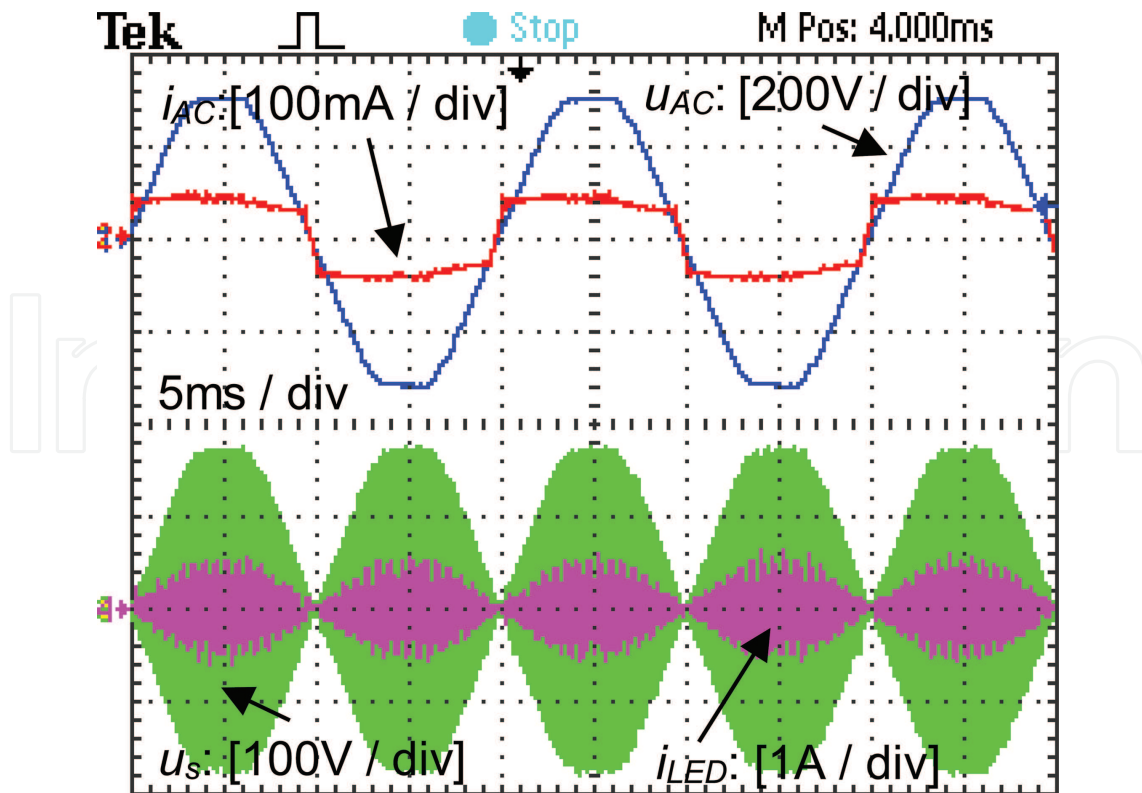 Tek Stop M Pos: 4.000ms
iAC:[100mA / div] uAC: [200V / div]
5ms / div
us: [100V / div] iLED: [1A / div]